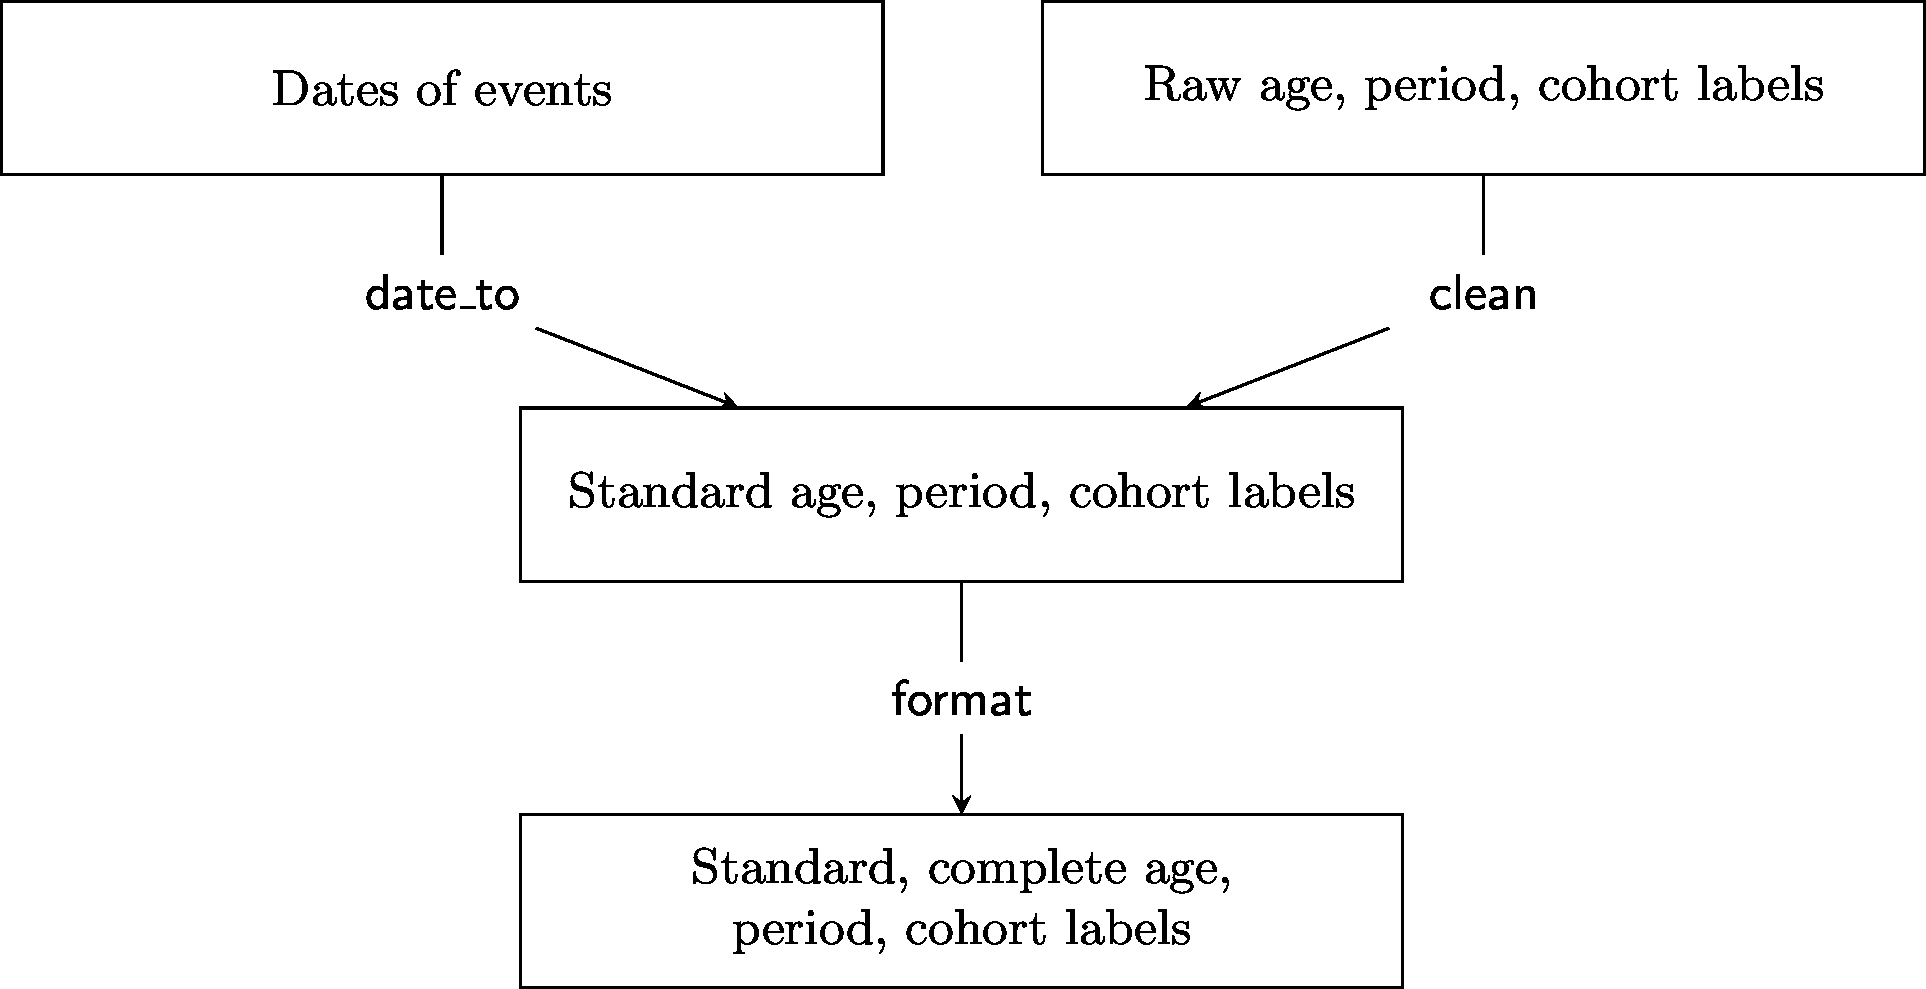 Dates of events
Raw age, period, cohort labels
date_to
clean
Standard age, period, cohort labels
format
Standard, complete age,
period, cohort labels